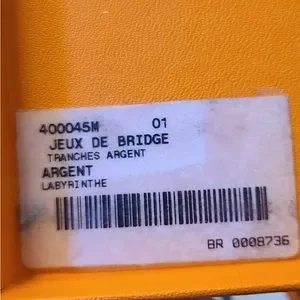 400045M 01
JEUX DE BRIDGE
TRANCHES ARGENT
ARGENT
LABYRINTHE
BR 0008736